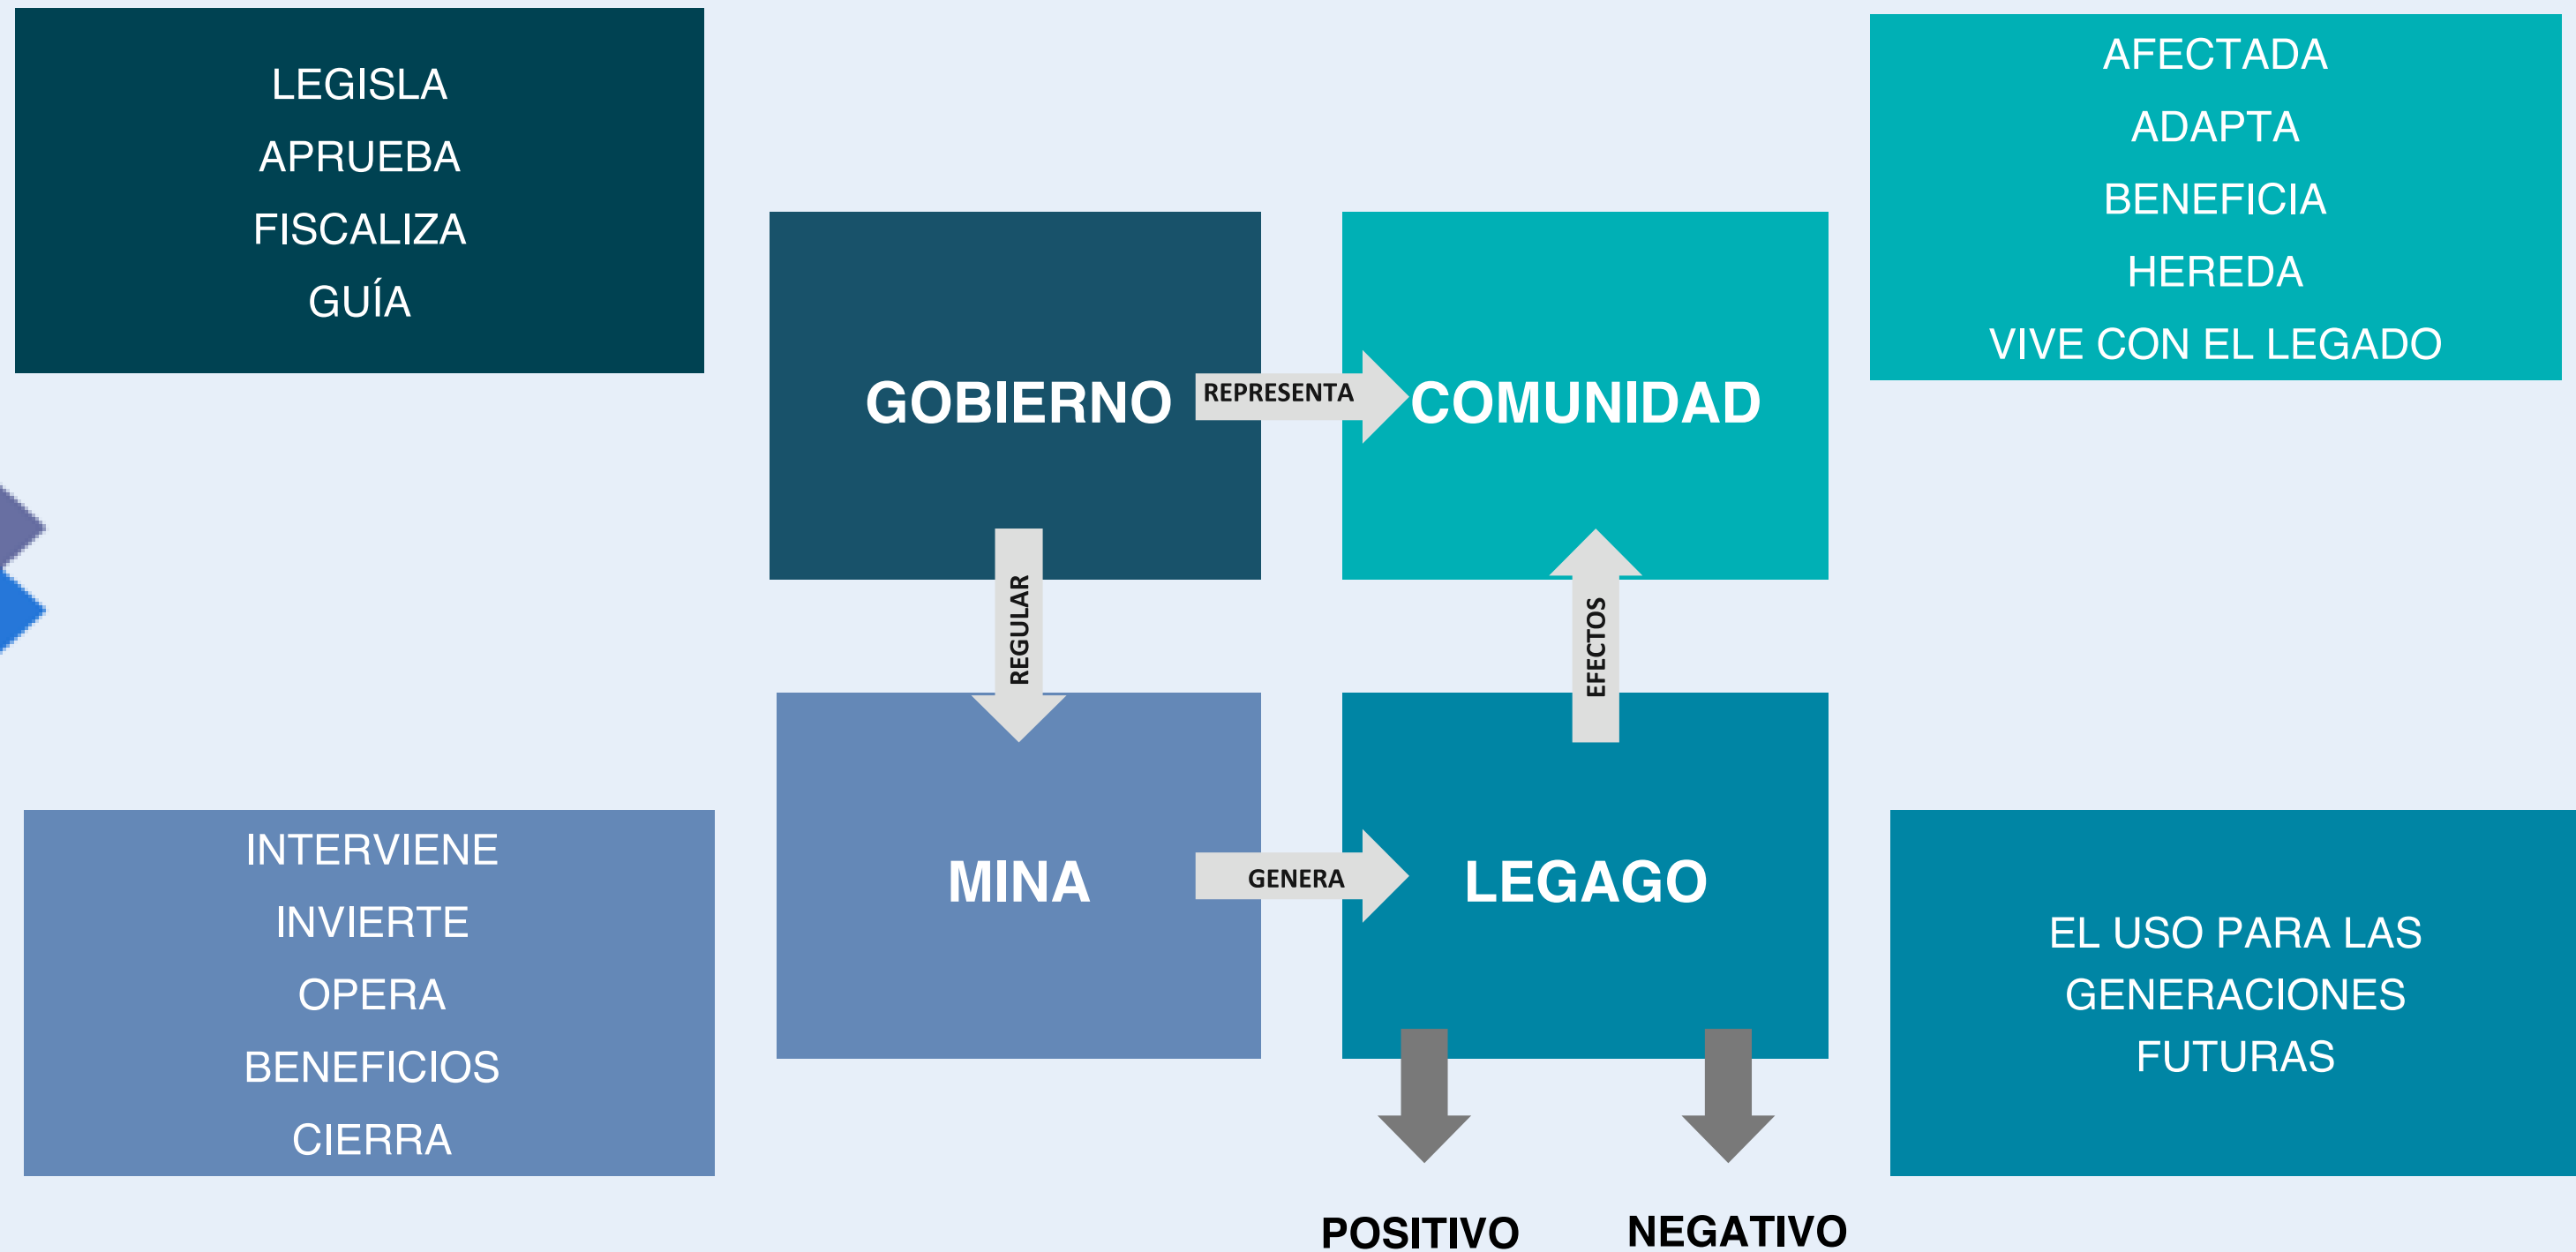 LEGISLA
APRUEBA
FISCALIZA
GUÍA
AFECTADA
ADAPTA
BENEFICIA
HEREDA
VIVE CON EL LEGADO
GOBIERNO
REPRESENTA
COMUNIDAD
REGULAR
EFECTOS
INTERVIENE
INVIERTE
OPERA
BENEFICIOS
CIERRA
MINA
GENERA
LEGAGO
EL USO PARA LAS
GENERACIONES
FUTURAS
POSITIVO
NEGATIVO